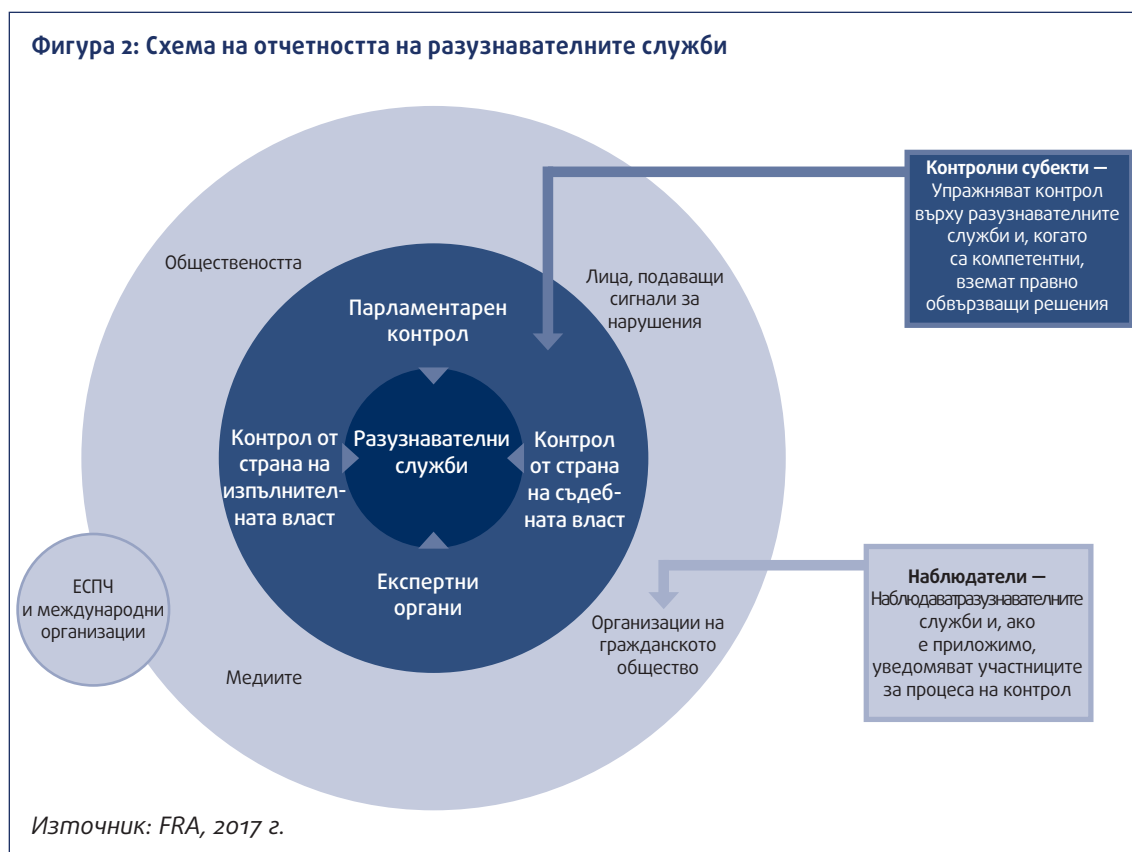 Фигура 2: Схема на отчетността на разузнавателните служби
Контролни субекти —
Упражняват контрол
върху разузнавателните
служби и, когато
са компетентни,
вземат правно
обвързващи решения
Обществеността
Лица, подаващи
сигнали за
нарушения
Парламентарен
контрол
Контрол от
страна на
изпълнител-
ната власт
Разузнавателни
служби
Контрол
от страна
на съдеб-
ната власт
Експертни
органи
ЕСПЧ
и международни
организации
Медиите
Организации на
гражданското
общество
Наблюдатели —
Наблюдаватразузнавателните
служби и, ако
е приложимо,
уведомяват участниците
за процеса на контрол
Източник: FRA, 2017 г.